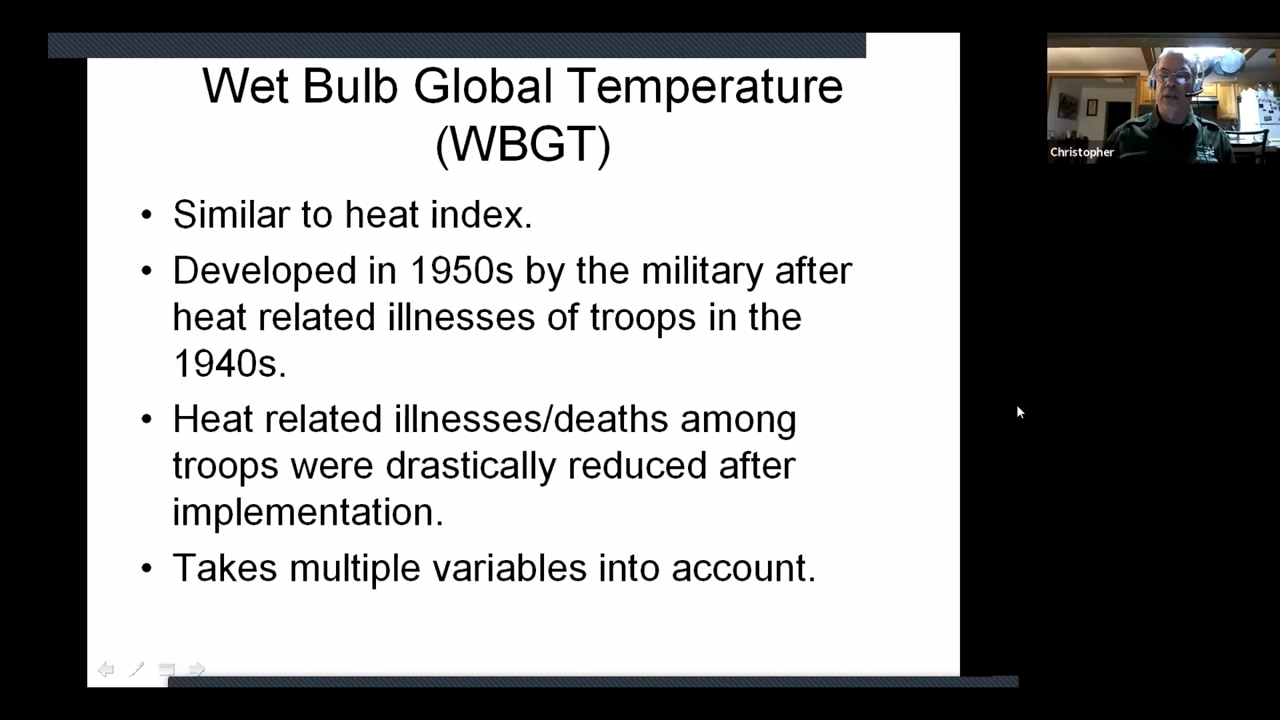 Wet Bulb Global Temperature
(WBGT)
• Similar to heat index.
• Developed in 1950s by the military after
heat related illnesses of troops in the
1940s.
• Heat related illnesses/deaths among
troops were drastically reduced after
implementation.
• Takes multiple variables into account.
Christopher